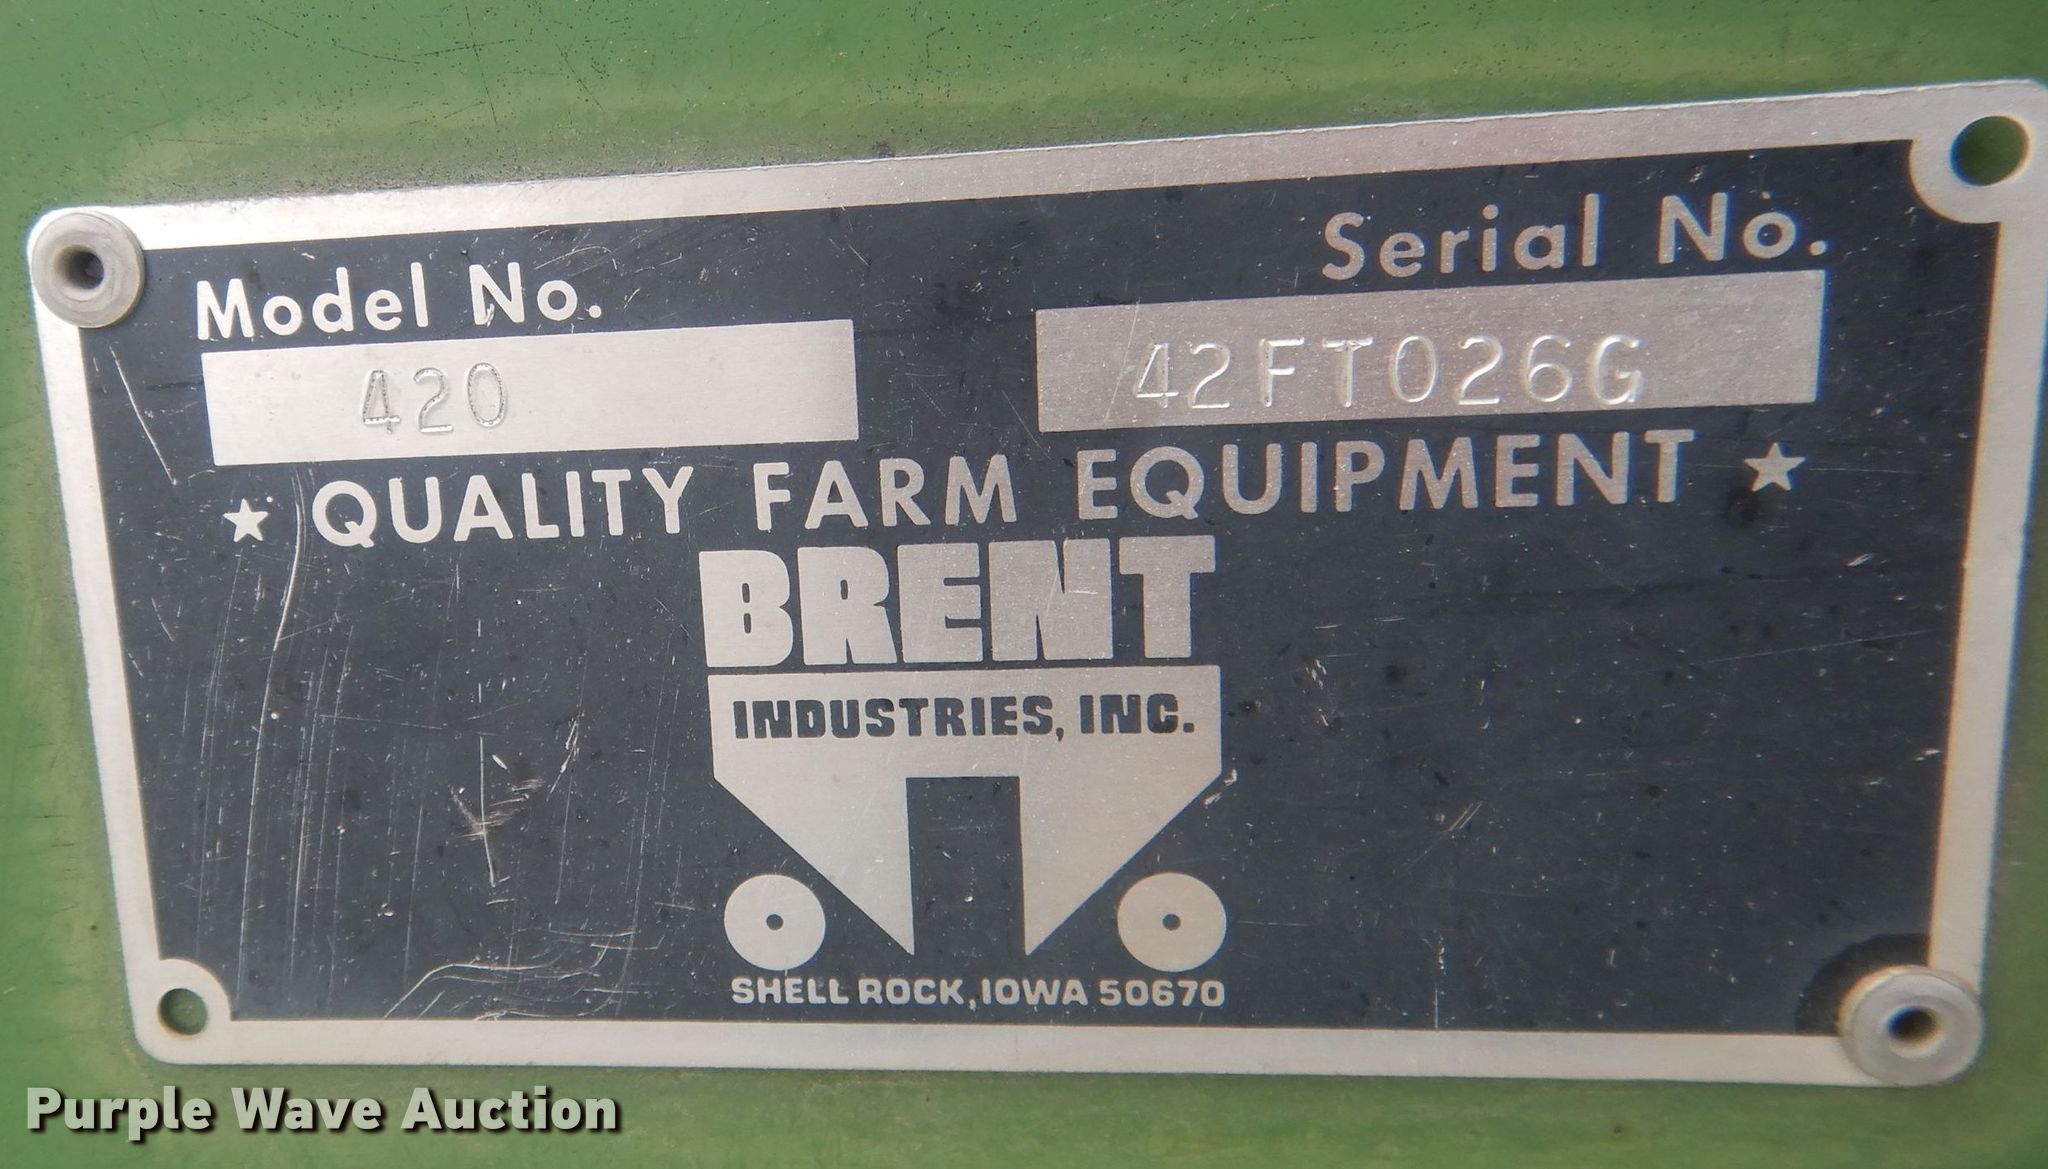 Model No.
Serial No.
420
42FT026G
★ QUALITY FARM EQUIPMENT ★
BRENT
INDUSTRIES, INC.
SHELL ROCK, IOWA 50670
Purple Wave Auction